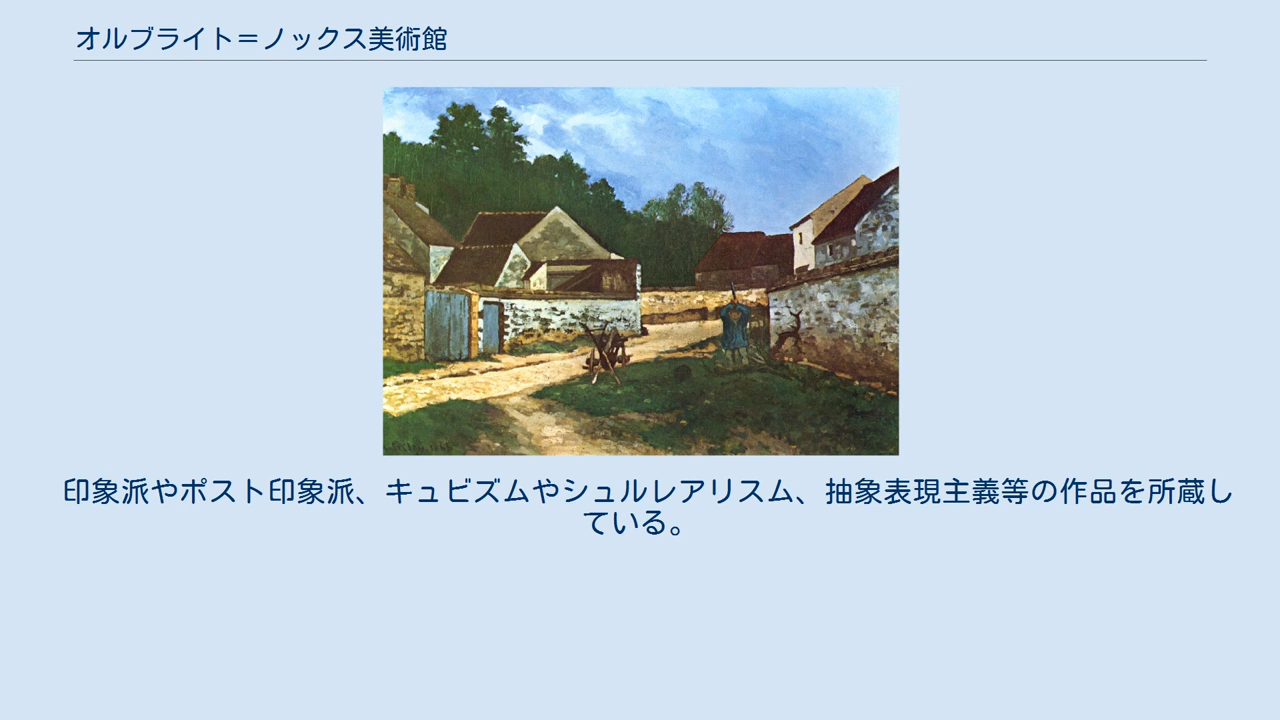 オルブライト＝ノックス美術館
印象派やポスト印象派、キュビズムやシュルレアリスム、抽象表現主義等の作品を所蔵し
ている。